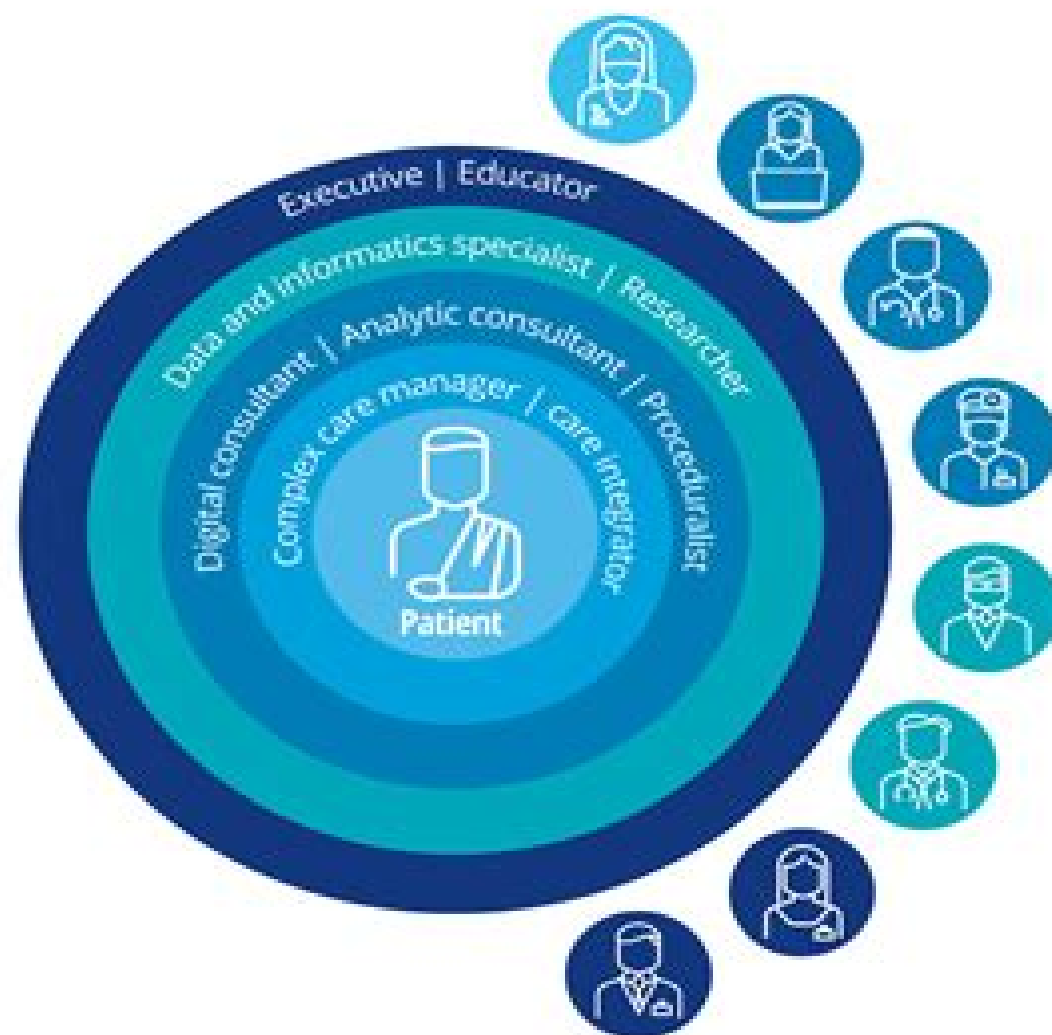 Executive | Educator
Data and informatics specialist | Researcher
Digital consultant | Analytic consultant | Proceduralist
Complex care manager | care integrator
Patient